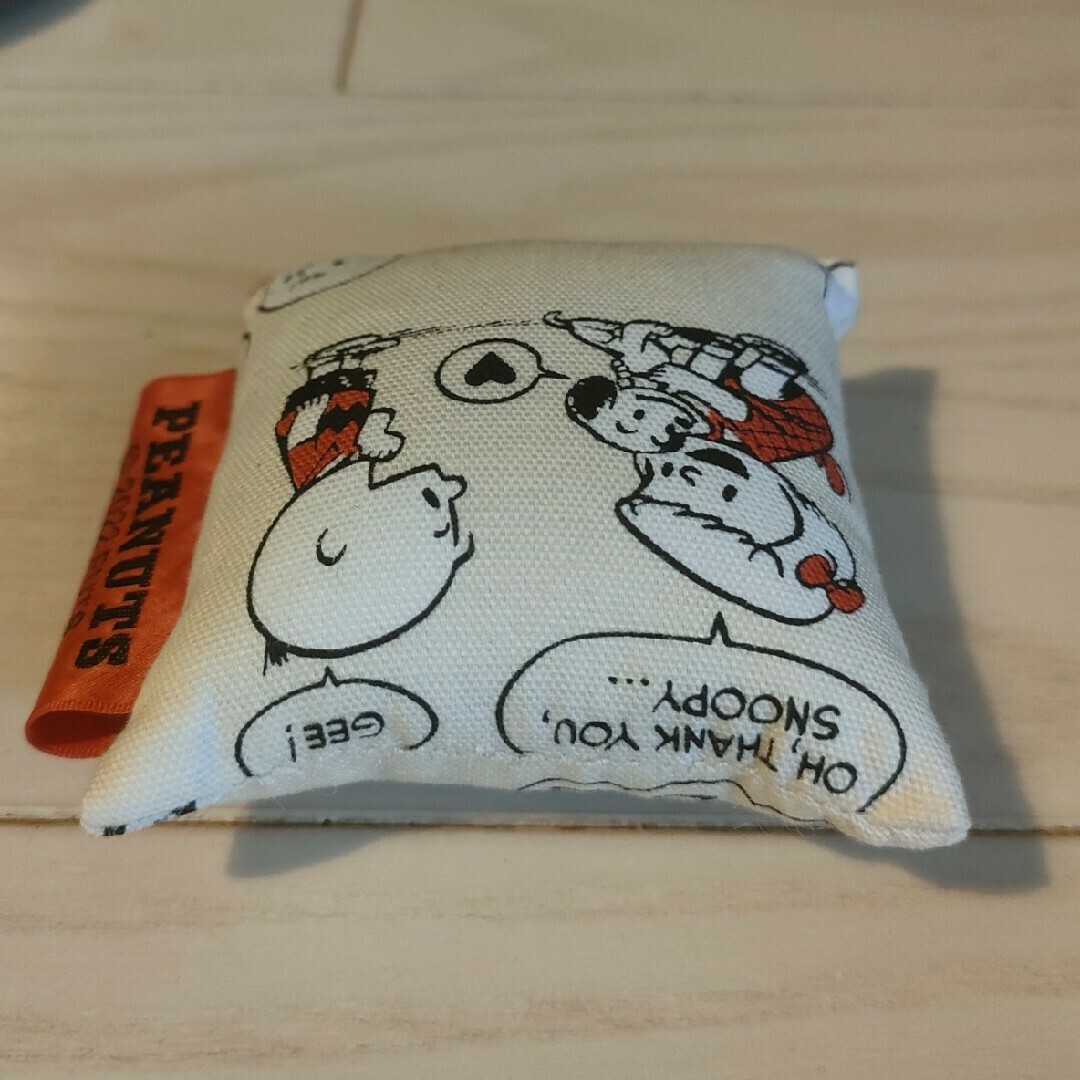 PEANUTS
OH, THANK YOU,
SNOOPY...
GEE!